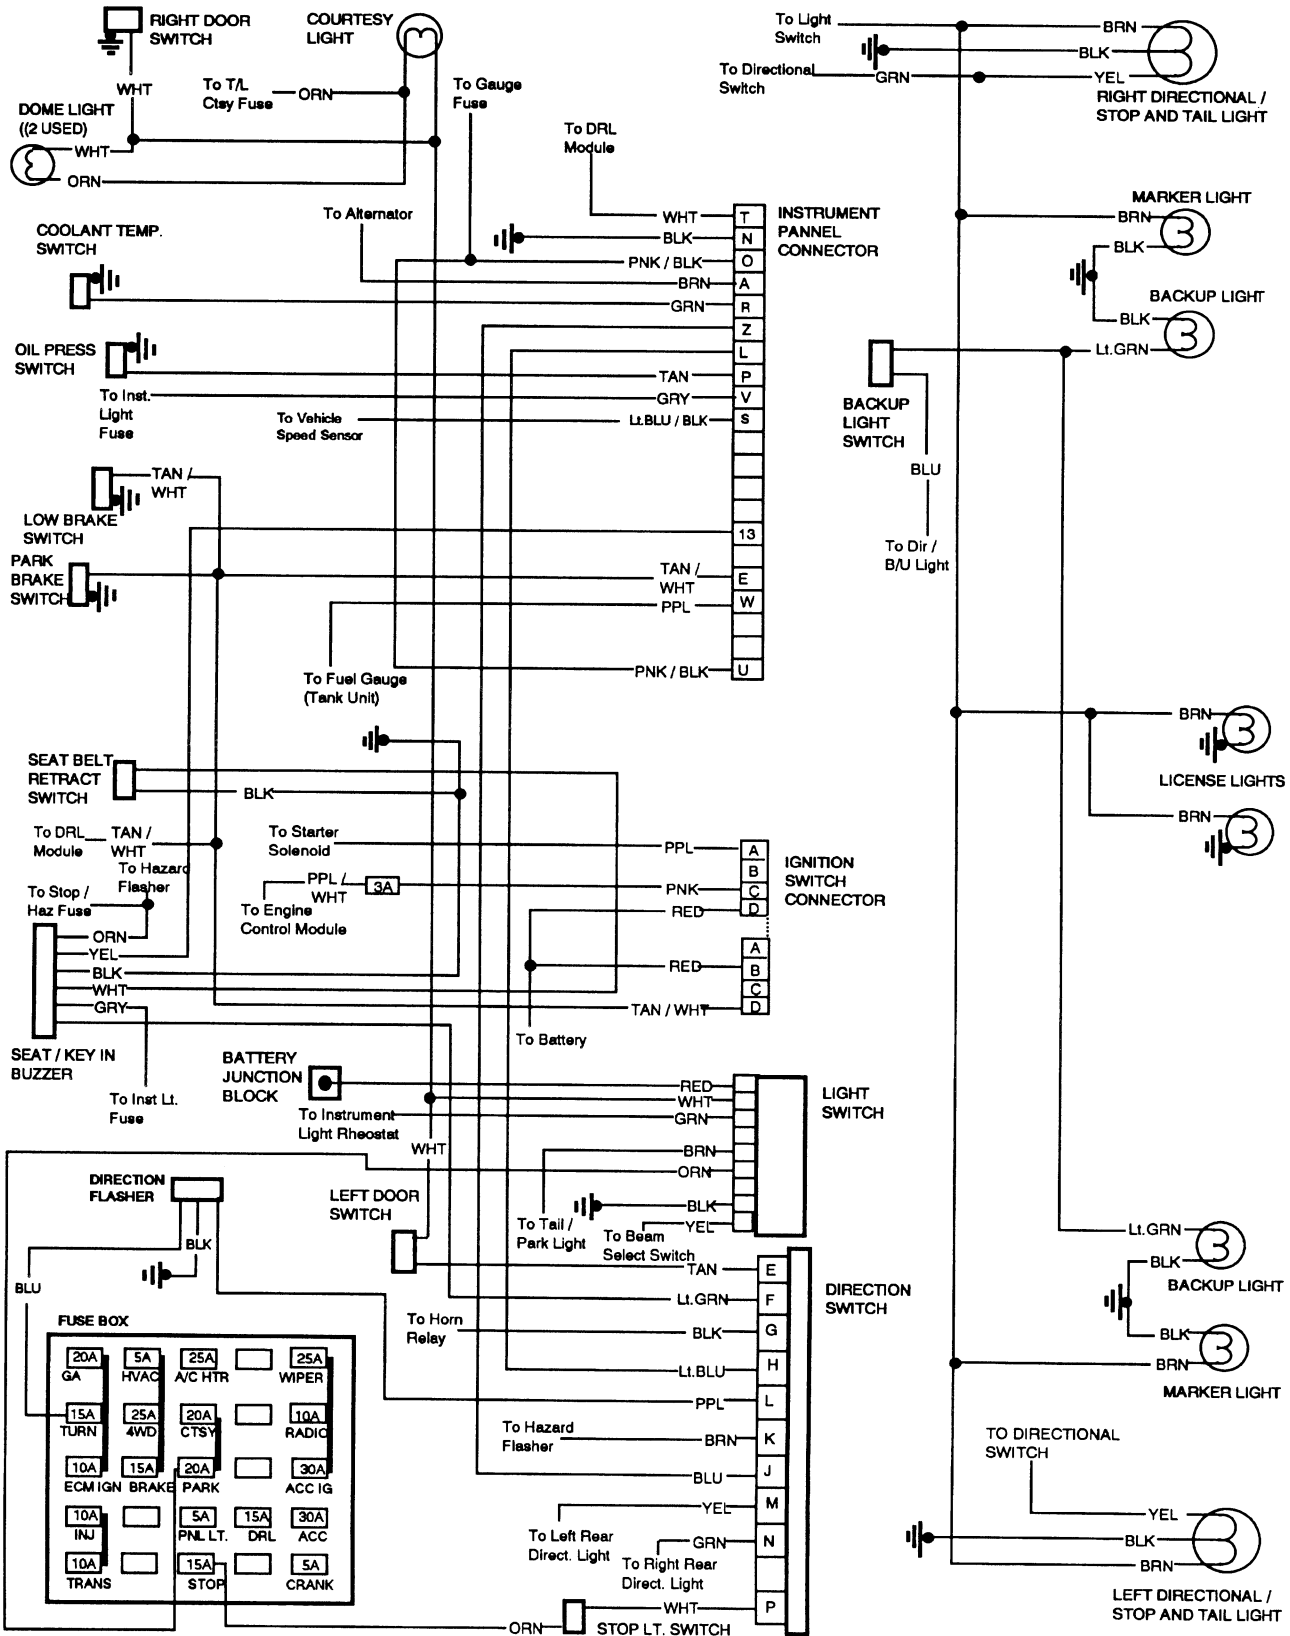 RIGHT DOOR
SWITCH
COURTESY
LIGHT
WHT
To T/L
Ctsy Fuse
ORN
To Gauge
Fuse
DOME LIGHT
((2 USED)
WHT
ORN
To DRL
Module
To Alternator
COOLANT TEMP.
SWITCH
OIL PRESS
SWITCH
To Inst.
Light
Fuse
To Vehicle
Speed Sensor
WHT T
BLK N
PNK / BLK O
BRN A
GRN R
Z
L
TAN P
GRY V
Lt.BLU / BLK S
13
TAN /
WHT E
PPL W
PNK / BLK U
INSTRUMENT
PANNEL
CONNECTOR
TAN /
WHT
LOW BRAKE
SWITCH
PARK
BRAKE
SWITCH
To Fuel Gauge
(Tank Unit)
SEAT BELT
RETRACT
SWITCH
BLK
To DRL
Module
TAN /
WHT
To Hazard
Flasher
To Stop /
Haz Fuse
ORN
YEL
BLK
WHT
GRY
SEAT / KEY IN
BUZZER
To Inst Lt.
Fuse
To Starter
Solenoid
PPL /
WHT
3A
To Engine
Control Module
PPL A
B
PNK C
RED D
A
RED B
C
TAN / WHT D
IGNITION
SWITCH
CONNECTOR
To Battery
BATTERY
JUNCTION
BLOCK
To Instrument
Light Rheostat
WHT
RED
WHT
GRN
BRN
ORN
BLK
YEL
LIGHT
SWITCH
To Tail /
Park Light
To Beam
Select Switch
DIRECTION
FLASHER
BLK
BLU
LEFT DOOR
SWITCH
TAN E
Lt.GRN F
BLK G
Lt.BLU H
PPL L
BRN K
BLU J
YEL M
GRN N
WHT P
DIRECTION
SWITCH
To Horn
Relay
To Hazard
Flasher
To Left Rear
Direct. Light
To Right Rear
Direct. Light
ORN
STOP LT. SWITCH
FUSE BOX
20A 5A 25A 25A
GA HVAC A/C HTR WIPER
15A 25A 20A 10A
TURN 4WD CTSY RADIO
10A 15A 20A 30A
ECM IGN BRAKE PARK ACC IG
10A 5A 15A 30A
INJ PNL LT. DRL ACC
10A 15A 5A
TRANS STOP CRANK
To Light
Switch
BRN
BLK
To Directional
Switch
GRN
YEL
RIGHT DIRECTIONAL /
STOP AND TAIL LIGHT
MARKER LIGHT
BRN
BLK
BACKUP LIGHT
BLK
Lt.GRN
BACKUP
LIGHT
SWITCH
BLU
To Dir /
B/U Light
BRN
LICENSE LIGHTS
BRN
Lt.GRN
BLK
BACKUP LIGHT
BLK
BRN
MARKER LIGHT
TO DIRECTIONAL
SWITCH
YEL
BLK
BRN
LEFT DIRECTIONAL /
STOP AND TAIL LIGHT